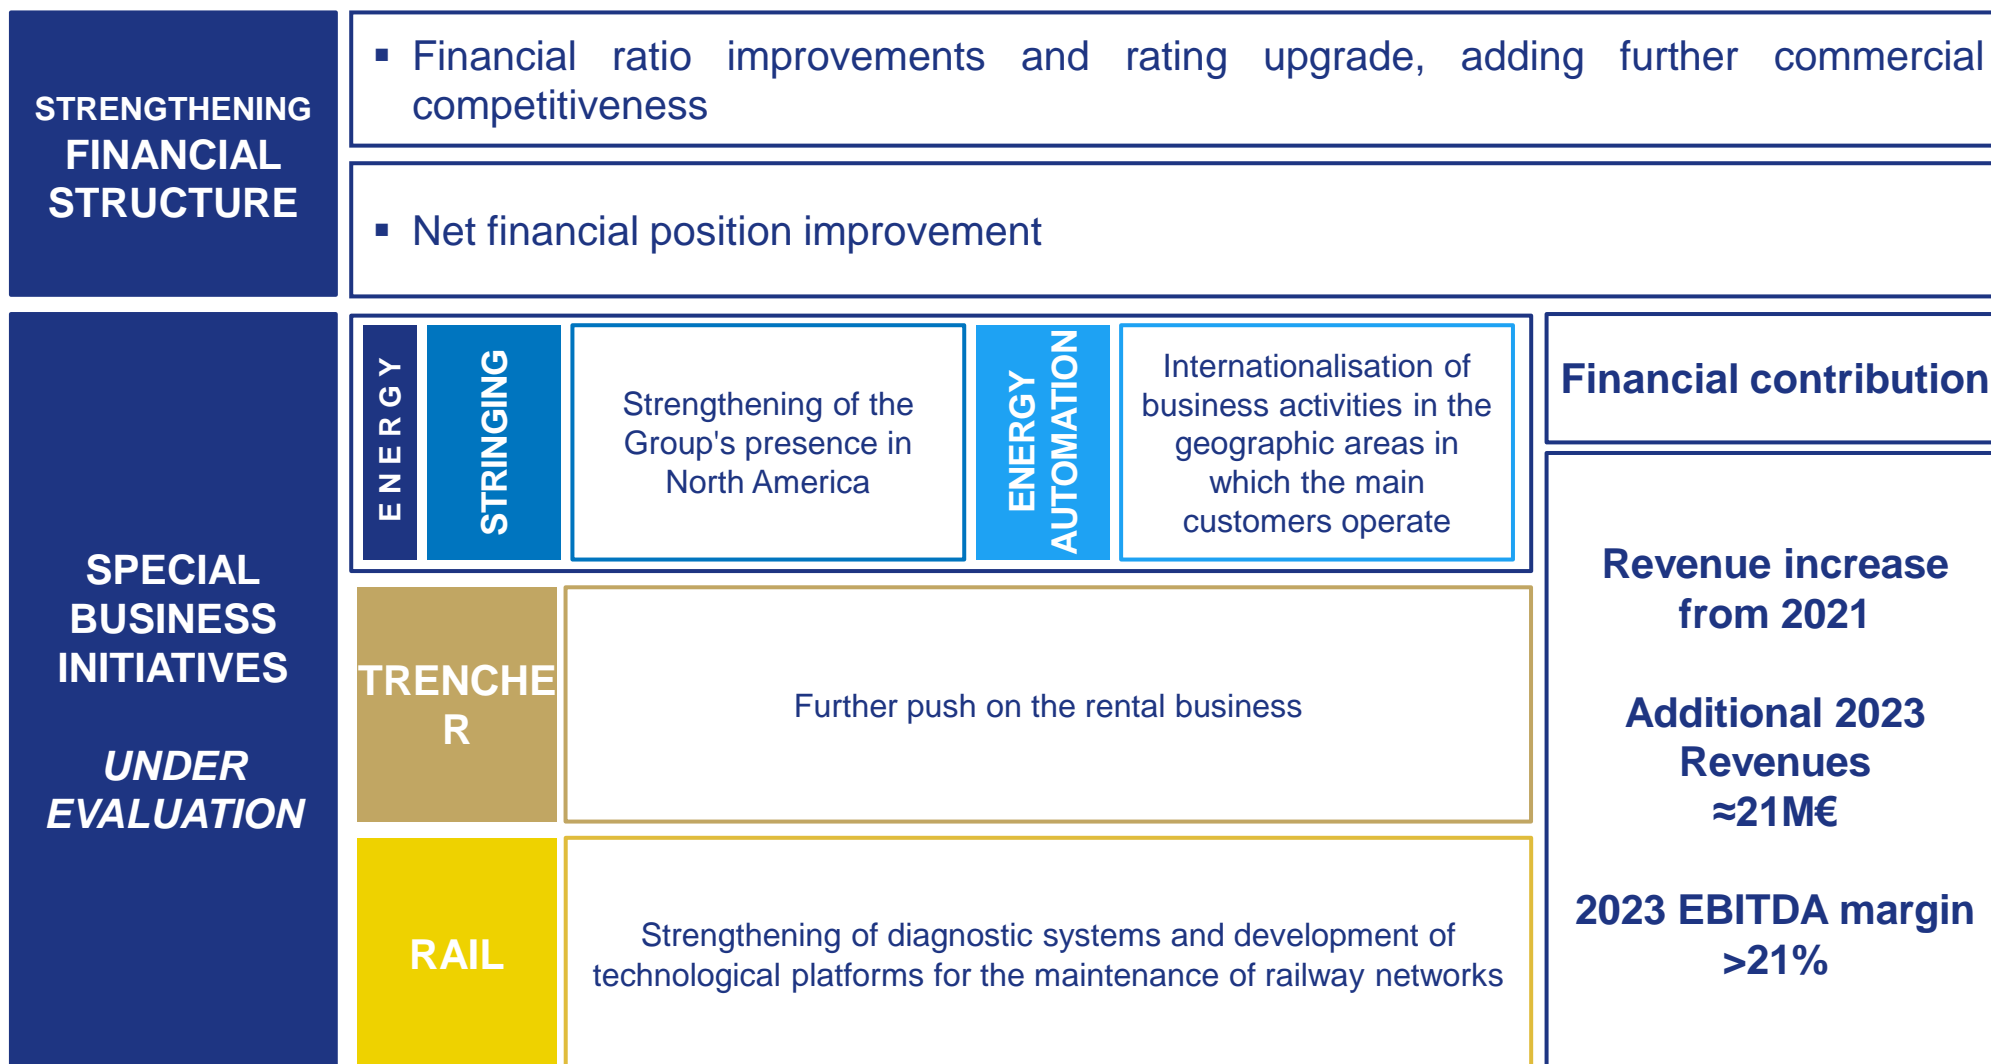 STRENGTHENING
FINANCIAL
STRUCTURE
▪ Financial ratio improvements and rating upgrade, adding further commercial
competitiveness
▪ Net financial position improvement
SPECIAL
BUSINESS
INITIATIVES
UNDER
EVALUATION
ENERGY
STRINGING
Strengthening of the
Group's presence in
North America
ENERGY
AUTOMATION
Internationalisation of
business activities in the
geographic areas in
which the main
customers operate
TRENCHE
R
Further push on the rental business
RAIL
Strengthening of diagnostic systems and development of
technological platforms for the maintenance of railway networks
Financial contribution
Revenue increase
from 2021
Additional 2023
Revenues
≈21M€
2023 EBITDA margin
>21%